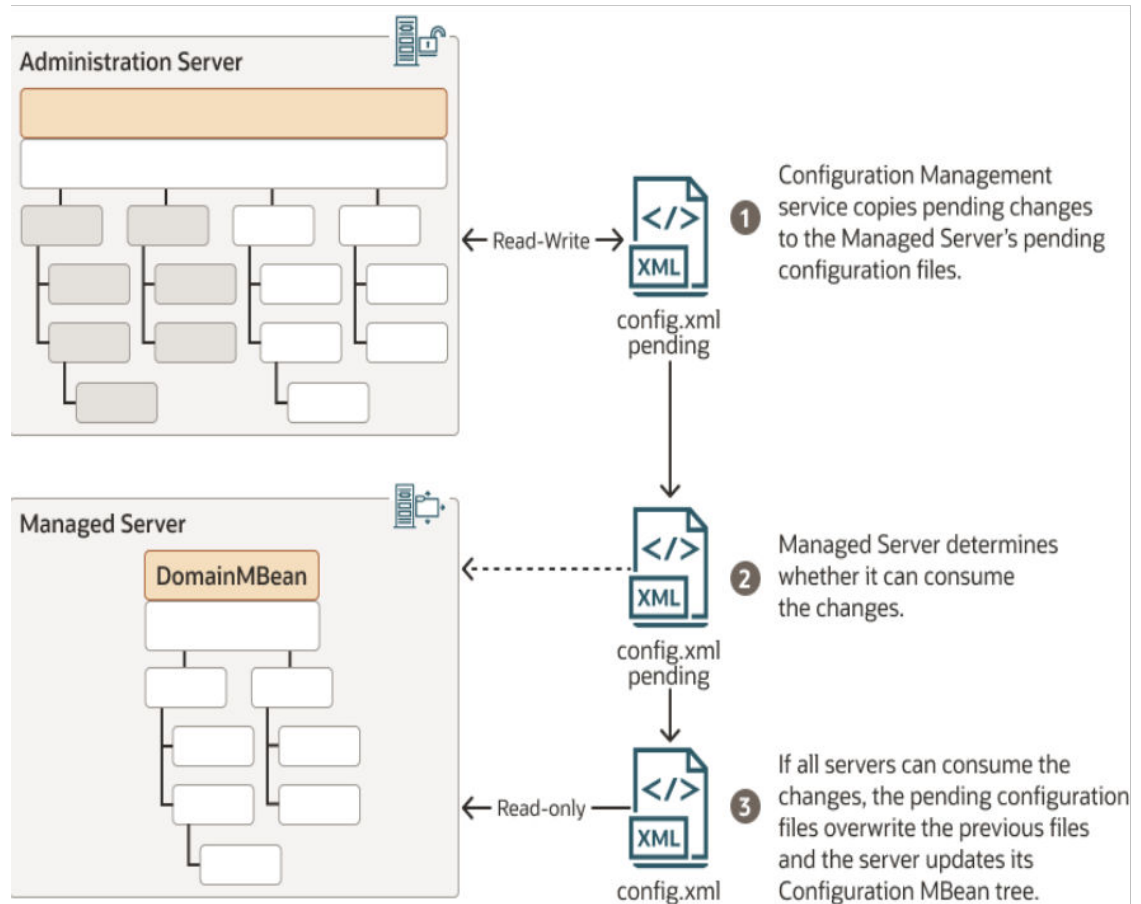 Administration Server
Read-Write
</>
XML
config.xml
pending
1
Configuration Management
service copies pending changes
to the Managed Server's pending
configuration files.
Managed Server
DomainMBean
</>
XML
config.xml
pending
2
Managed Server determines
whether it can consume
the changes.
Read-only
</>
XML
config.xml
3
If all servers can consume the
changes, the pending configuration
files overwrite the previous files
and the server updates its
Configuration MBean tree.